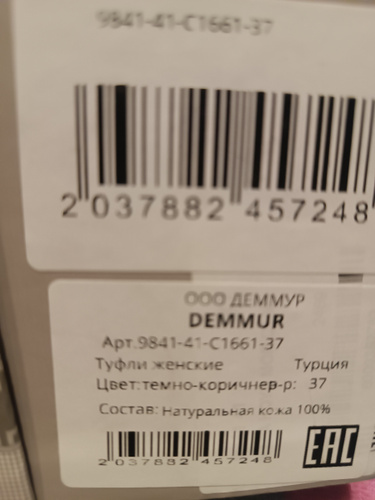 9841-41-C1661-37
2 037882 457248
ООО ДЕММУР
DEMMUR
Арт.9841-41-C1661-37
Туфли женские Турция
Цвет:темно-коричнев-р: 37
Состав: Натуральная кожа 100%
2 037882 457248
EAC